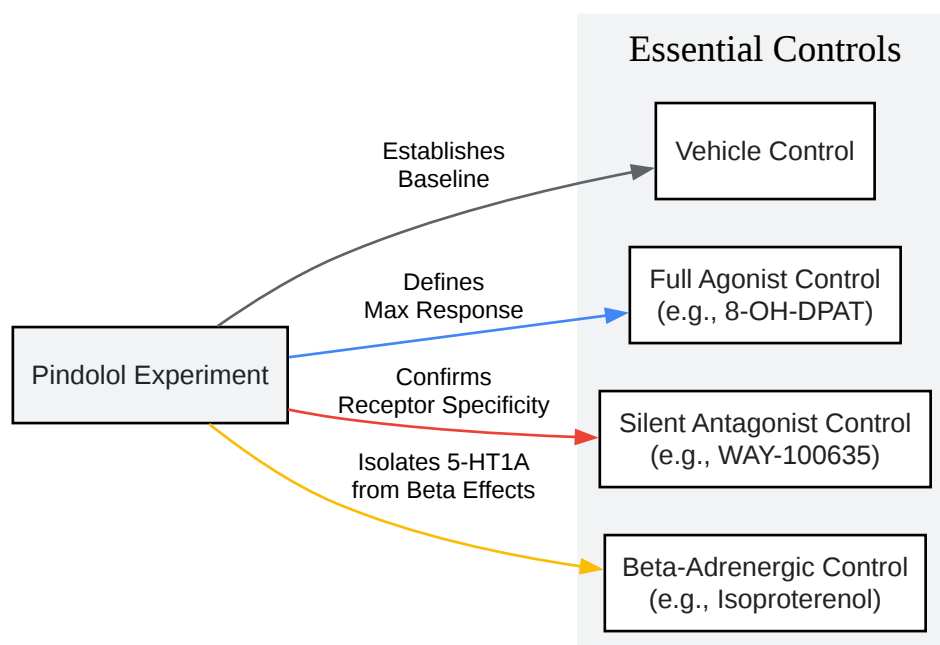 Essential Controls
Establishes
Baseline
Vehicle Control
Defines
Max Response
Full Agonist Control
(e.g., 8-OH-DPAT)
Pindolol Experiment
Confirms
Receptor Specificity
Silent Antagonist Control
(e.g., WAY-100635)
Isolates 5-HT1A
from Beta Effects
Beta-Adrenergic Control
(e.g., Isoproterenol)